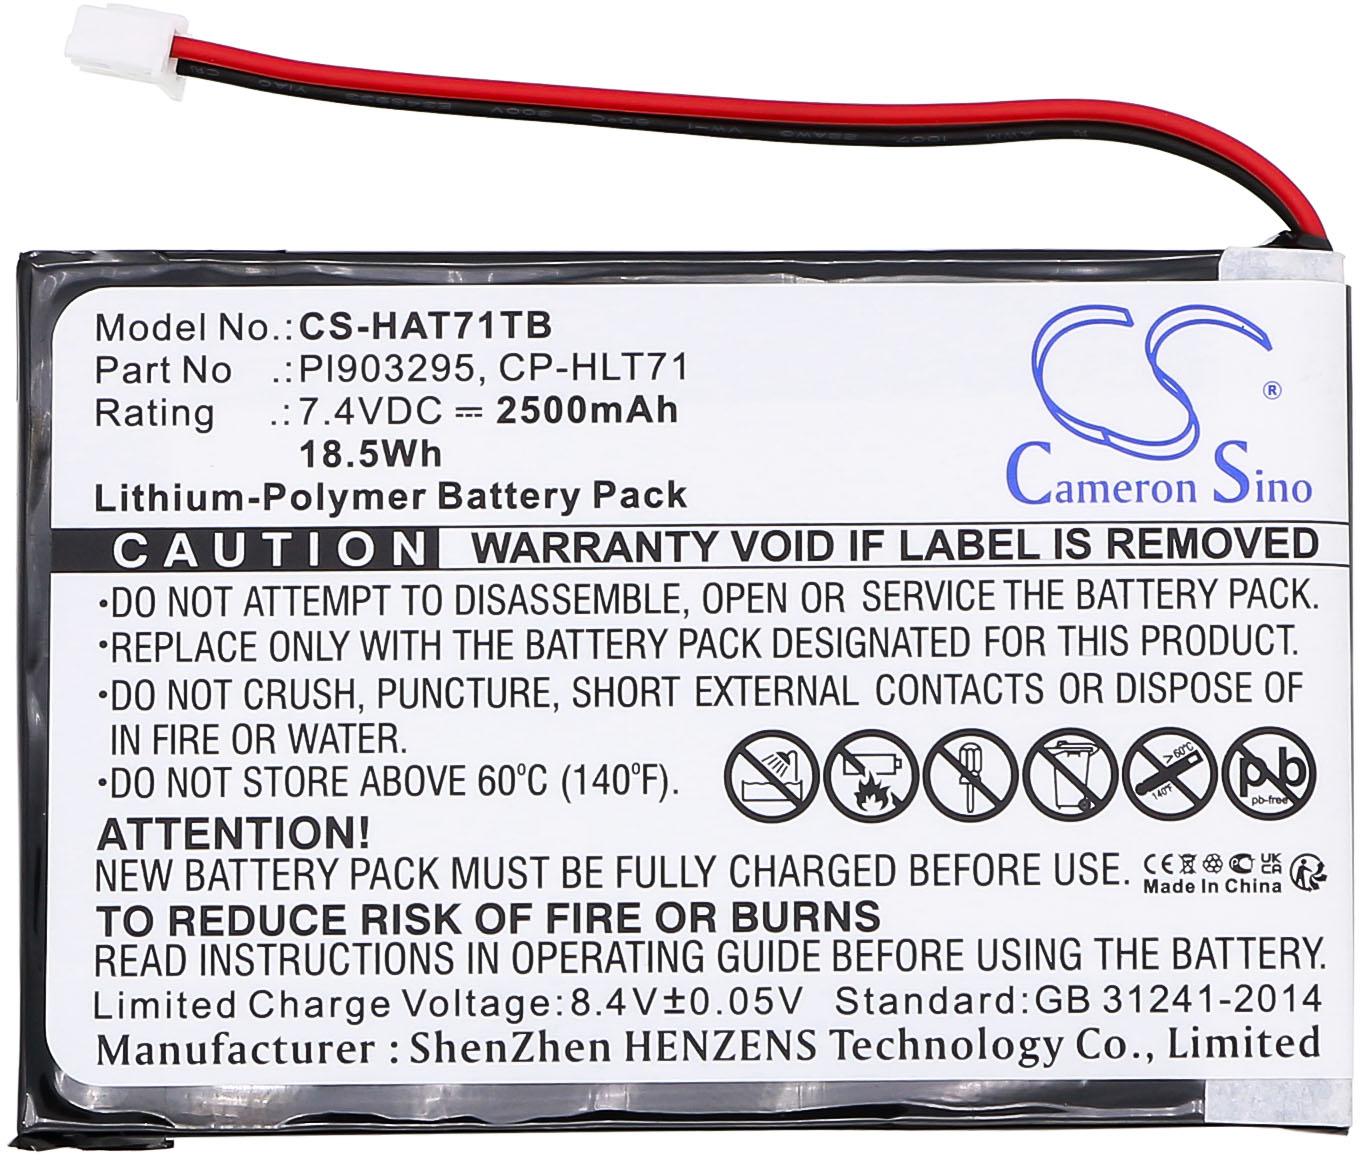 Model No.:CS-HAT71TB
Part No .:PI903295, CP-HLT71
Rating .:7.4VDC ⎓ 2500mAh
18.5Wh
Lithium-Polymer Battery Pack
®
Cameron Sino
CAUTION WARRANTY VOID IF LABEL IS REMOVED
•DO NOT ATTEMPT TO DISASSEMBLE, OPEN OR SERVICE THE BATTERY PACK.
•REPLACE ONLY WITH THE BATTERY PACK DESIGNATED FOR THIS PRODUCT.
•DO NOT CRUSH, PUNCTURE, SHORT EXTERNAL CONTACTS OR DISPOSE OF
IN FIRE OR WATER.
•DO NOT STORE ABOVE 60ºC (140ºF).
>60℃
140°F
pb
pb-free
ATTENTION!
NEW BATTERY PACK MUST BE FULLY CHARGED BEFORE USE.
CE UKCA
Made In China
TO REDUCE RISK OF FIRE OR BURNS
READ INSTRUCTIONS IN OPERATING GUIDE BEFORE USING THE BATTERY.
Limited Charge Voltage:8.4V±0.05V Standard:GB 31241-2014
Manufacturer : ShenZhen HENZENS Technology Co., Limited